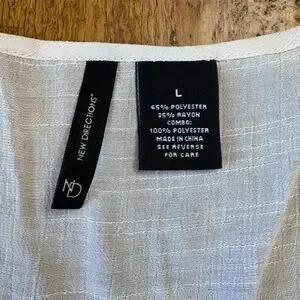 NEW DIRECTIONS®
ND
L
65% POLYESTER
35% RAYON
COMBO:
100% POLYESTER
MADE IN CHINA
SEE REVERSE
FOR CARE